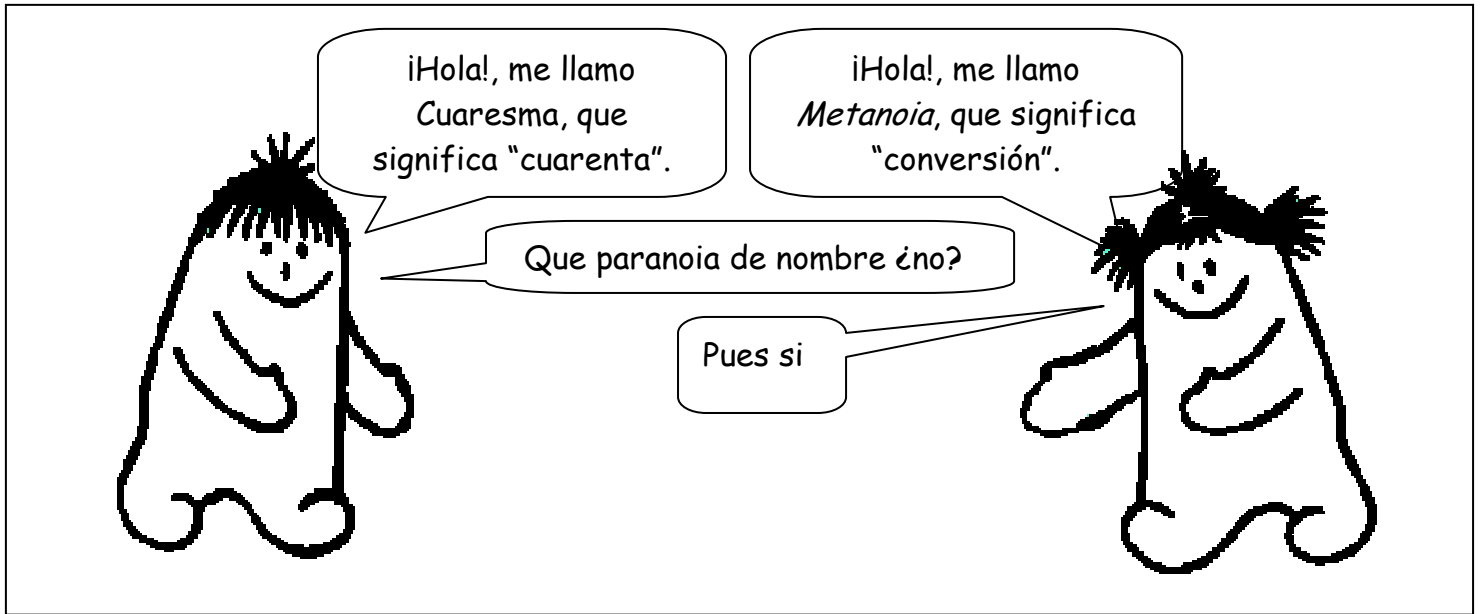 ¡Hola!, me llamo
Cuaresma, que
significa “cuarenta”.
¡Hola!, me llamo
Metanoia, que significa
“conversión”.
Que paranoia de nombre ¿no?
Pues si